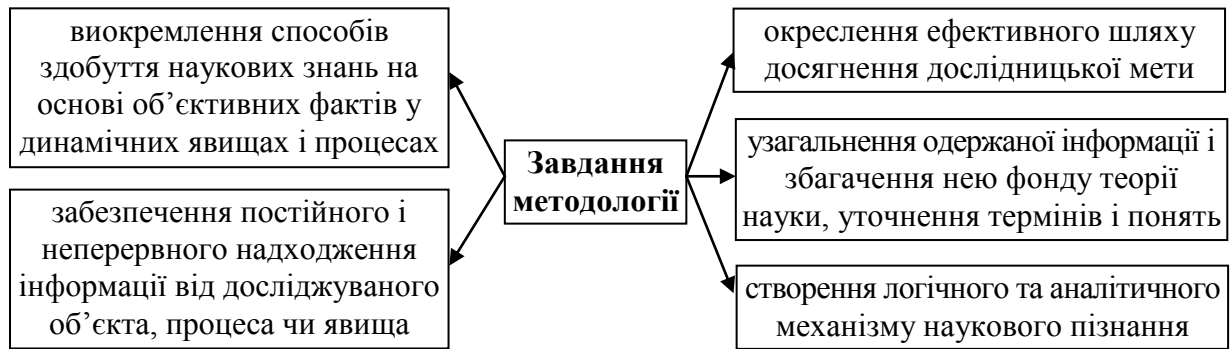 виокремлення способів
здобуття наукових знань на
основі об’єктивних фактів у
динамічних явищах і процесах
забезпечення постійного і
неперервного надходження
інформації від досліджуваного
об’єкта, процеса чи явища
Завдання
методології
окреслення ефективного шляху
досягнення дослідницької мети
узагальнення одержаної інформації і
збагачення нею фонду теорії
науки, уточнення термінів і понять
створення логічного та аналітичного
механізму наукового пізнання